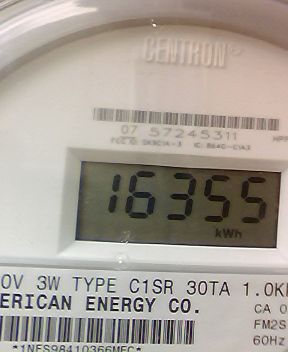 CENTRON®
07 57245311
16355
kWh
0V 3W TYPE C1SR 30TA 1.0K
ERICAN ENERGY CO.
CA 0
FM2S
60Hz